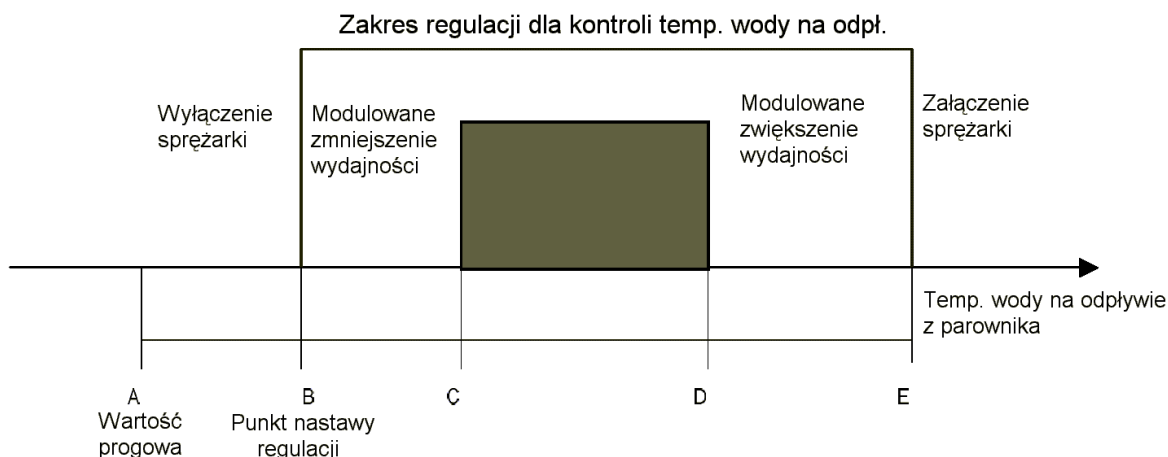 Zakres regulacji dla kontroli temp. wody na odpł.
Wyłączenie
sprężarki
Modulowane
zmniejszenie
wydajności
Modulowane
zwiększenie
wydajności
Załączenie
sprężarki
Temp. wody na odpływie
z parownika
A
B
C
D
E
Wartość
progowa
Punkt nastawy
regulacji